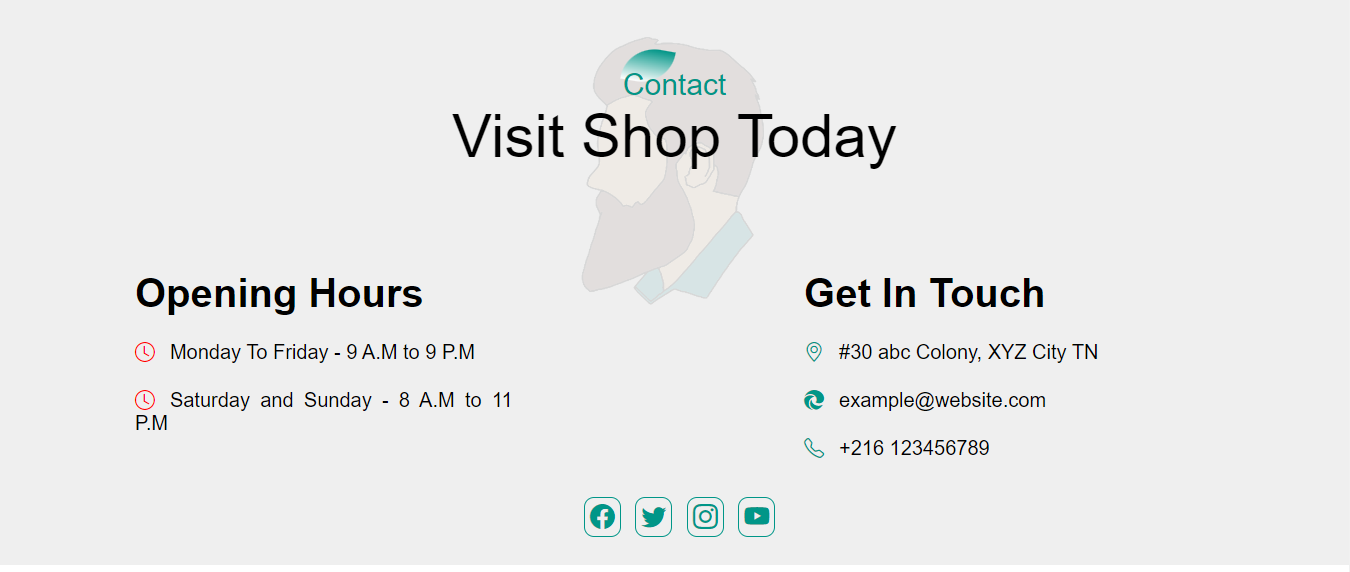 Contact
Visit Shop Today
Opening Hours
Monday To Friday - 9 A.M to 9 P.M
Saturday and Sunday - 8 A.M to 11
P.M
Get In Touch
#30 abc Colony, XYZ City TN
example@website.com
+216 123456789